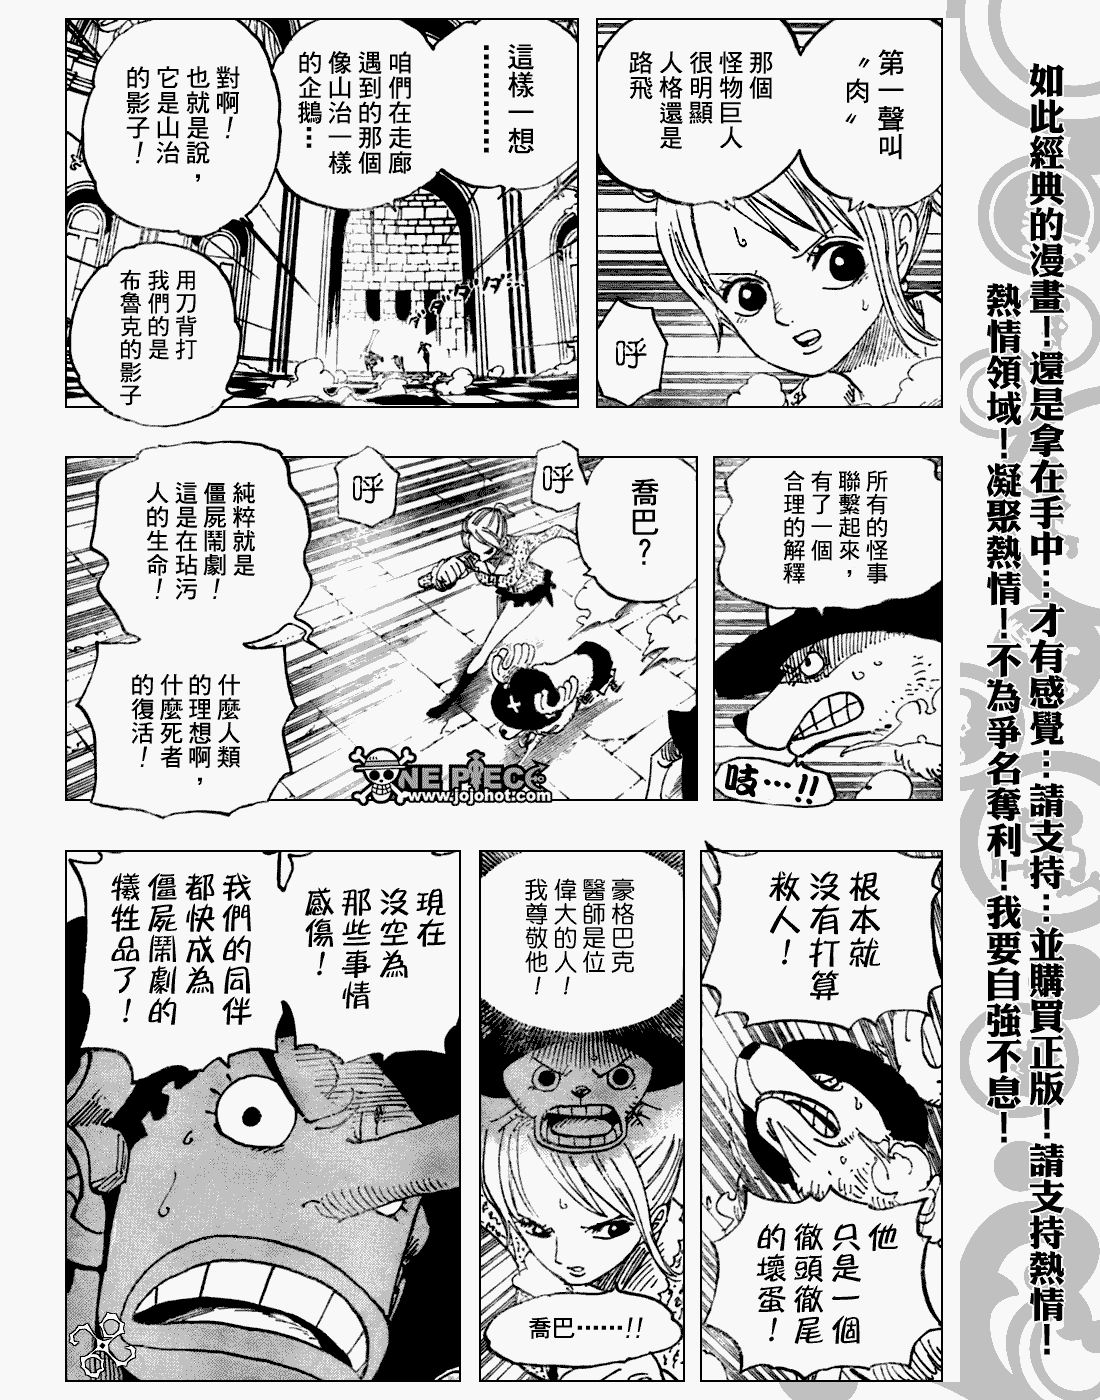 如此經典的漫畫！還是拿在手中…才有感覺…請支持…並購買正版！請支持熱情！
熱情領域！凝聚熱情！不為爭名奪利！我要自強不息！
第一聲叫
〝肉〞
那個
怪物巨人
很明顯
人格還是
路飛
呼
這樣一想
………
咱們在走廊
遇到的那個
像山治一樣
的企鵝…
對啊！
也就是說，
它是山治
的影子！
用刀背打
我們的是
布魯克的影子
ダダダダ
所有的怪事
聯繫起來，
有了一個
合理的解釋
吱…!!
喬巴？
呼
呼
純粹就是
僵屍鬧劇！
這是在玷污
人的生命！
什麼人類
的理想啊，
什麼死者
的復活！
ONE PIECE
www.jojohot.com
根本就
沒有打算
救人！
他
只是一個
徹頭徹尾
的壞蛋！
豪格巴克
醫師是位
偉大的人！
我尊敬他！
喬巴……!!
現在
沒空為
那些事情
感傷！
我們的同伴
都快成為
僵屍鬧劇的
犧牲品了！